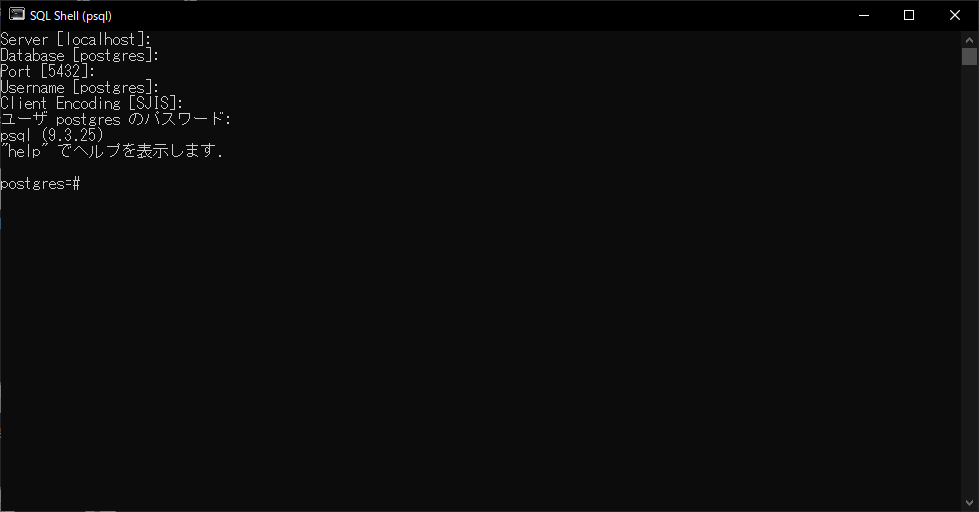 SQL Shell (psql)
Server [localhost]:
Database [postgres]:
Port [5432]:
Username [postgres]:
Client Encoding [SJIS]:
ユーザ postgres のパスワード:
psql (9.3.25)
"help" でヘルプを表示します.
postgres=#